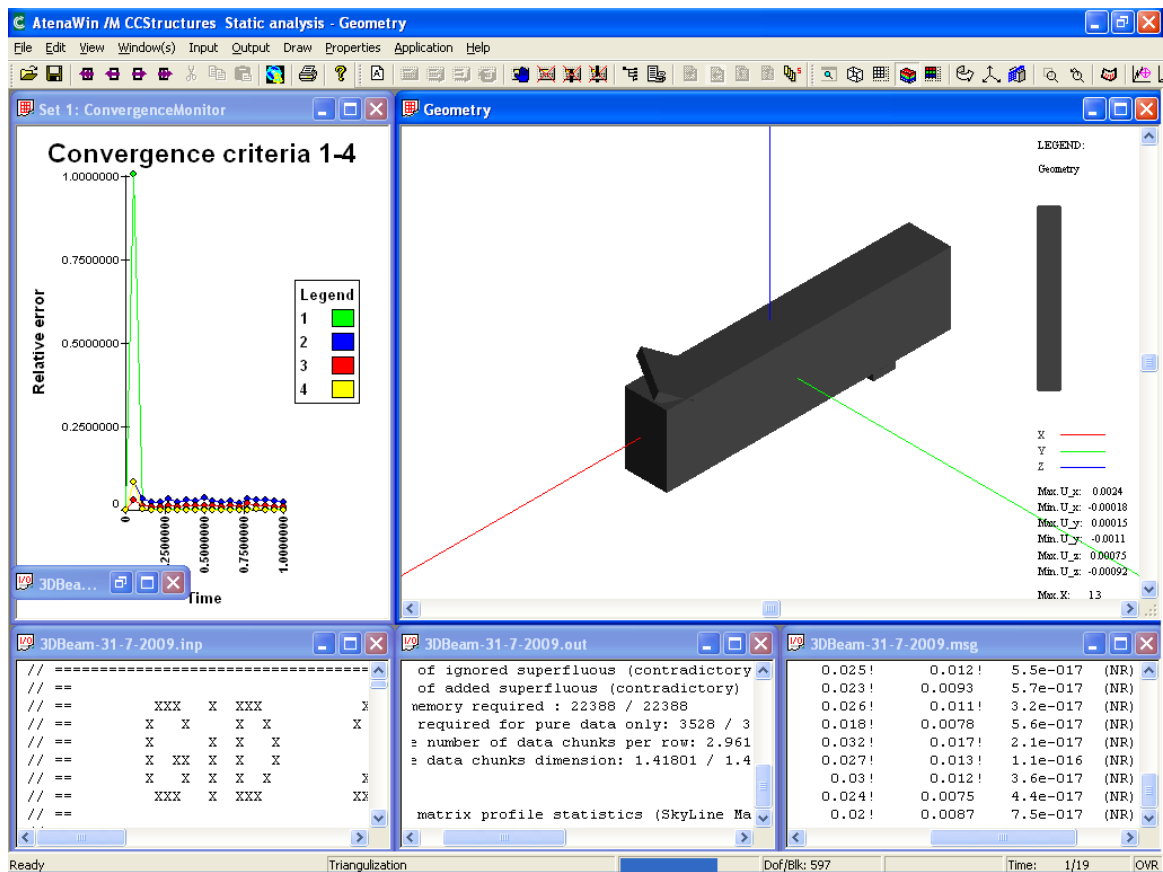 AtenaWin /M CCStructures Static analysis - Geometry
File Edit View Window(s) Input Output Draw Properties Application Help
Set 1: ConvergenceMonitor
Convergence criteria 1-4
1.0000000
0.7500000
0.5000000
0.2500000
0
Relative error
Legend
1
2
3
4
0
.2500000
0.5000000
0.7500000
1.0000000
Time
3DBea...
Geometry
LEGEND:
Geometry
X
Y
Z
Max. U_x: 0.0024
Min. U_x: -0.00018
Max. U_y: 0.00015
Min. U_y: -0.0011
Max. U_z: 0.00075
Min. U_z: -0.00092
Max. X: 1.3
3DBeam-31-7-2009.inp
// =====================================
// ==
// == XXX X XXX X
// == X X X X X
// == X X X X
// == X XX X X X
// == X X X X X X
// == XXX X XXX XX
// ==
3DBeam-31-7-2009.out
of ignored superfluous (contradictory
of added superfluous (contradictory)
memory required : 22388 / 22388
required for pure data only: 3528 / 3
e number of data chunks per row: 2.961
e data chunks dimension: 1.41801 / 1.4
matrix profile statistics (SkyLine Ma
3DBeam-31-7-2009.msg
0.025! 0.012! 5.5e-017 (NR)
0.023! 0.0093 5.7e-017 (NR)
0.026! 0.011! 3.2e-017 (NR)
0.018! 0.0078 5.6e-017 (NR)
0.032! 0.017! 2.1e-017 (NR)
0.027! 0.013! 1.1e-016 (NR)
0.03! 0.012! 3.6e-017 (NR)
0.024! 0.0075 4.4e-017 (NR)
0.02! 0.0087 7.5e-017 (NR)
Ready Triangulization Dof/Blk: 597 Time: 1/19 OVR